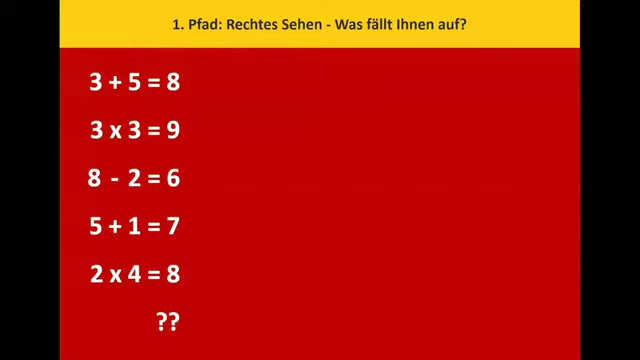 1. Pfad: Rechtes Sehen - Was fällt Ihnen auf?
3 + 5 = 8
3 x 3 = 9
8 - 2 = 6
5 + 1 = 7
2 x 4 = 8
??